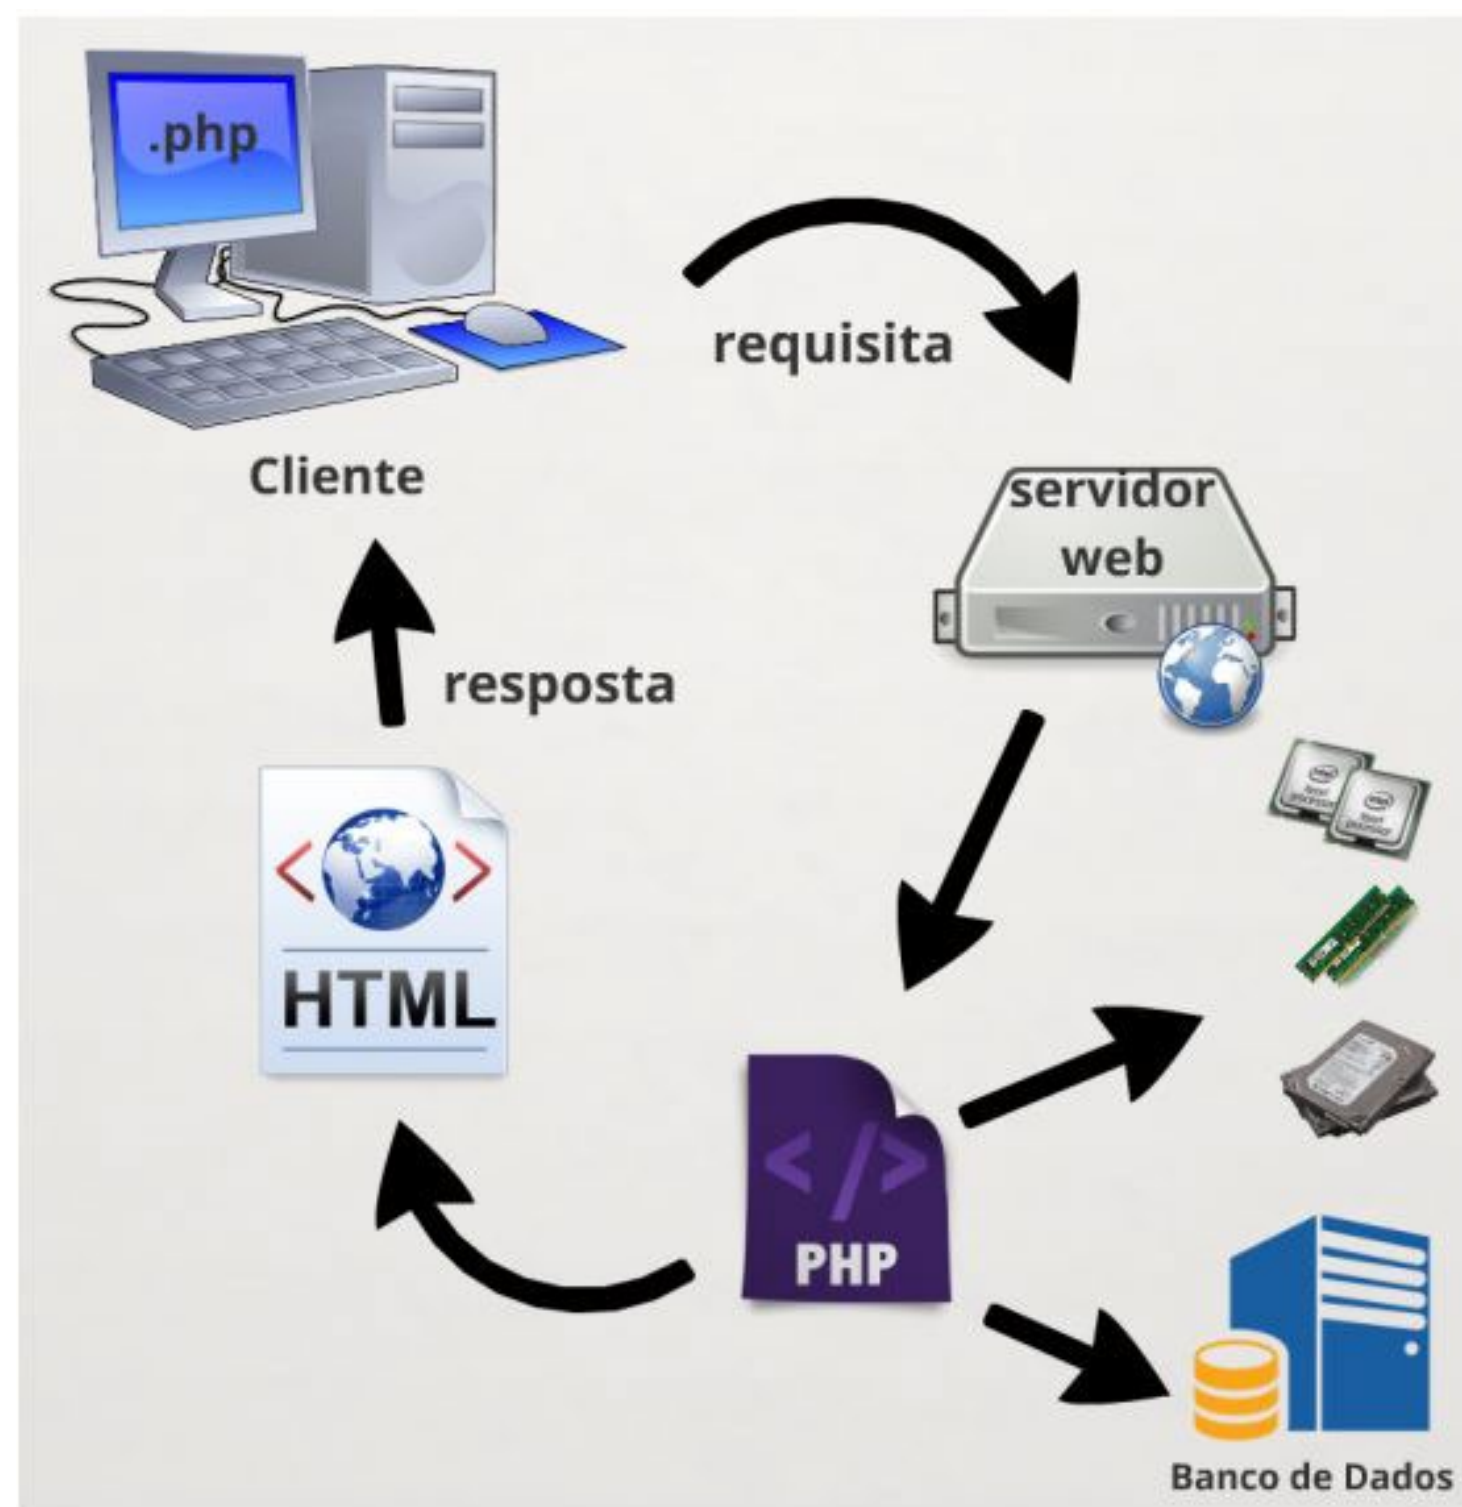 .php
requisita
Cliente
servidor
web
resposta
HTML
PHP
Banco de Dados